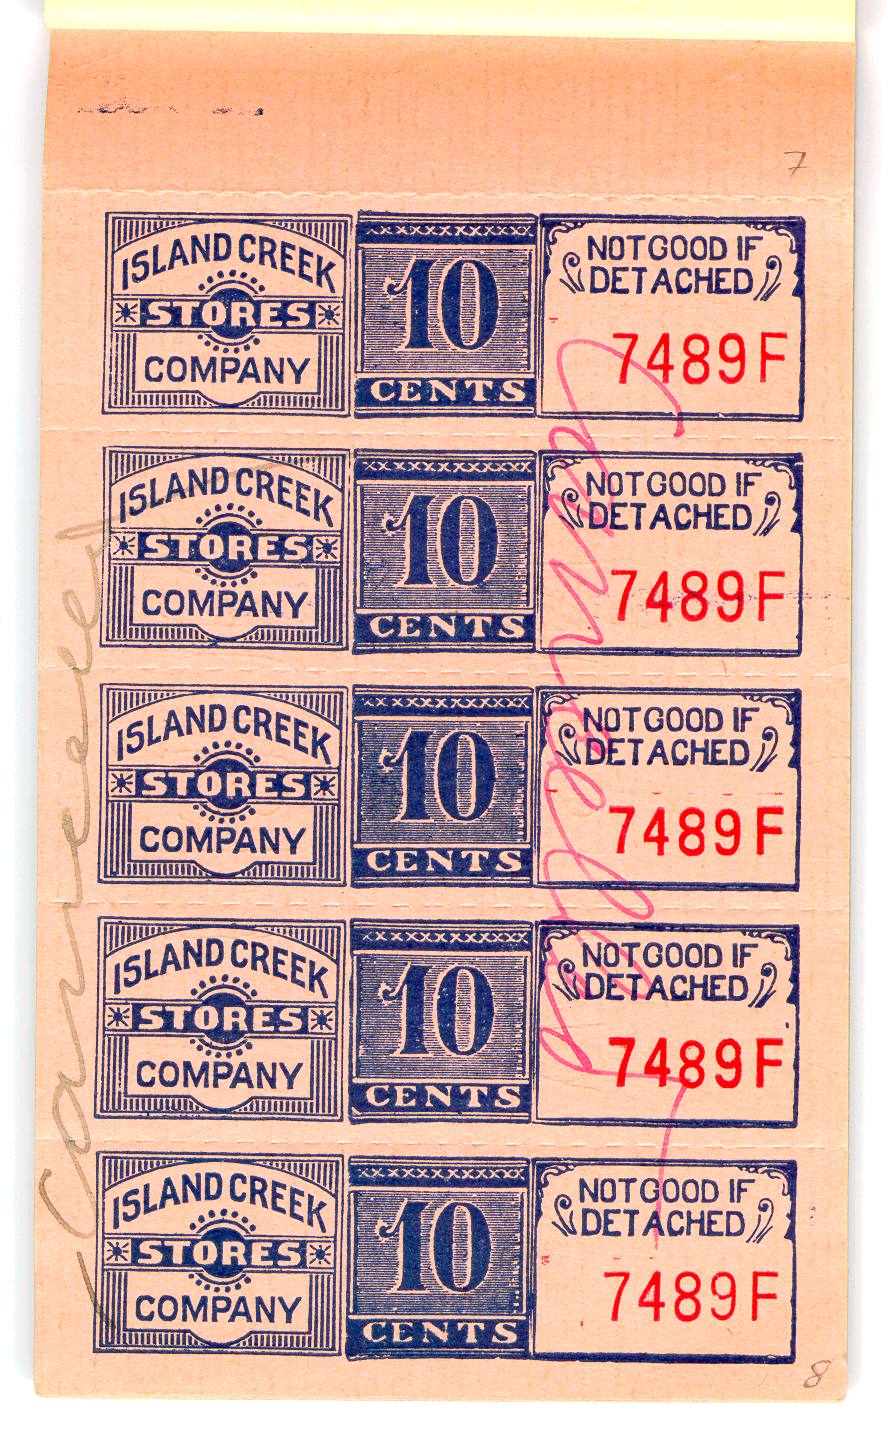 7
ISLAND CREEK
STORES
COMPANY
10
CENTS
NOT GOOD IF
DETACHED
7489F
ISLAND CREEK
STORES
COMPANY
10
CENTS
NOT GOOD IF
DETACHED
7489F
ISLAND CREEK
STORES
COMPANY
10
CENTS
NOT GOOD IF
DETACHED
7489F
ISLAND CREEK
STORES
COMPANY
10
CENTS
NOT GOOD IF
DETACHED
7489F
ISLAND CREEK
STORES
COMPANY
10
CENTS
NOT GOOD IF
DETACHED
7489F
8
Cancelled